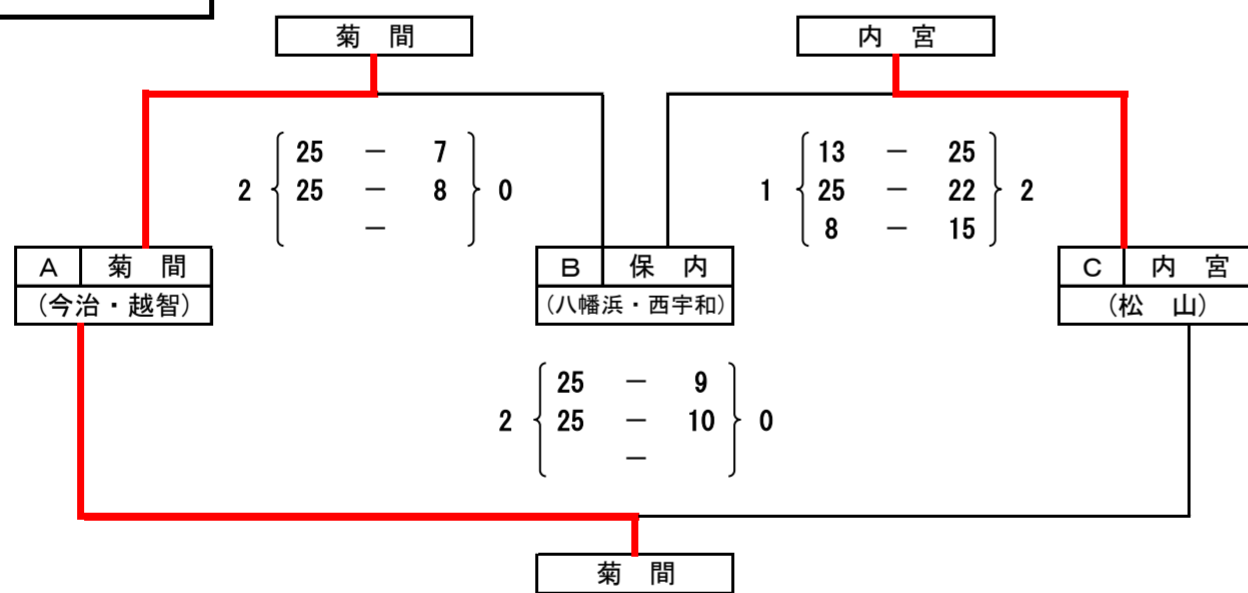 菊 間
内 宮
25 － 7
2 25 － 8 0
－
13 － 25
1 25 － 22 2
8 － 15
A 菊 間
(今治・越智)
B 保 内
(八幡浜・西宇和)
C 内 宮
(松 山)
25 － 9
2 25 － 10 0
－
菊 間